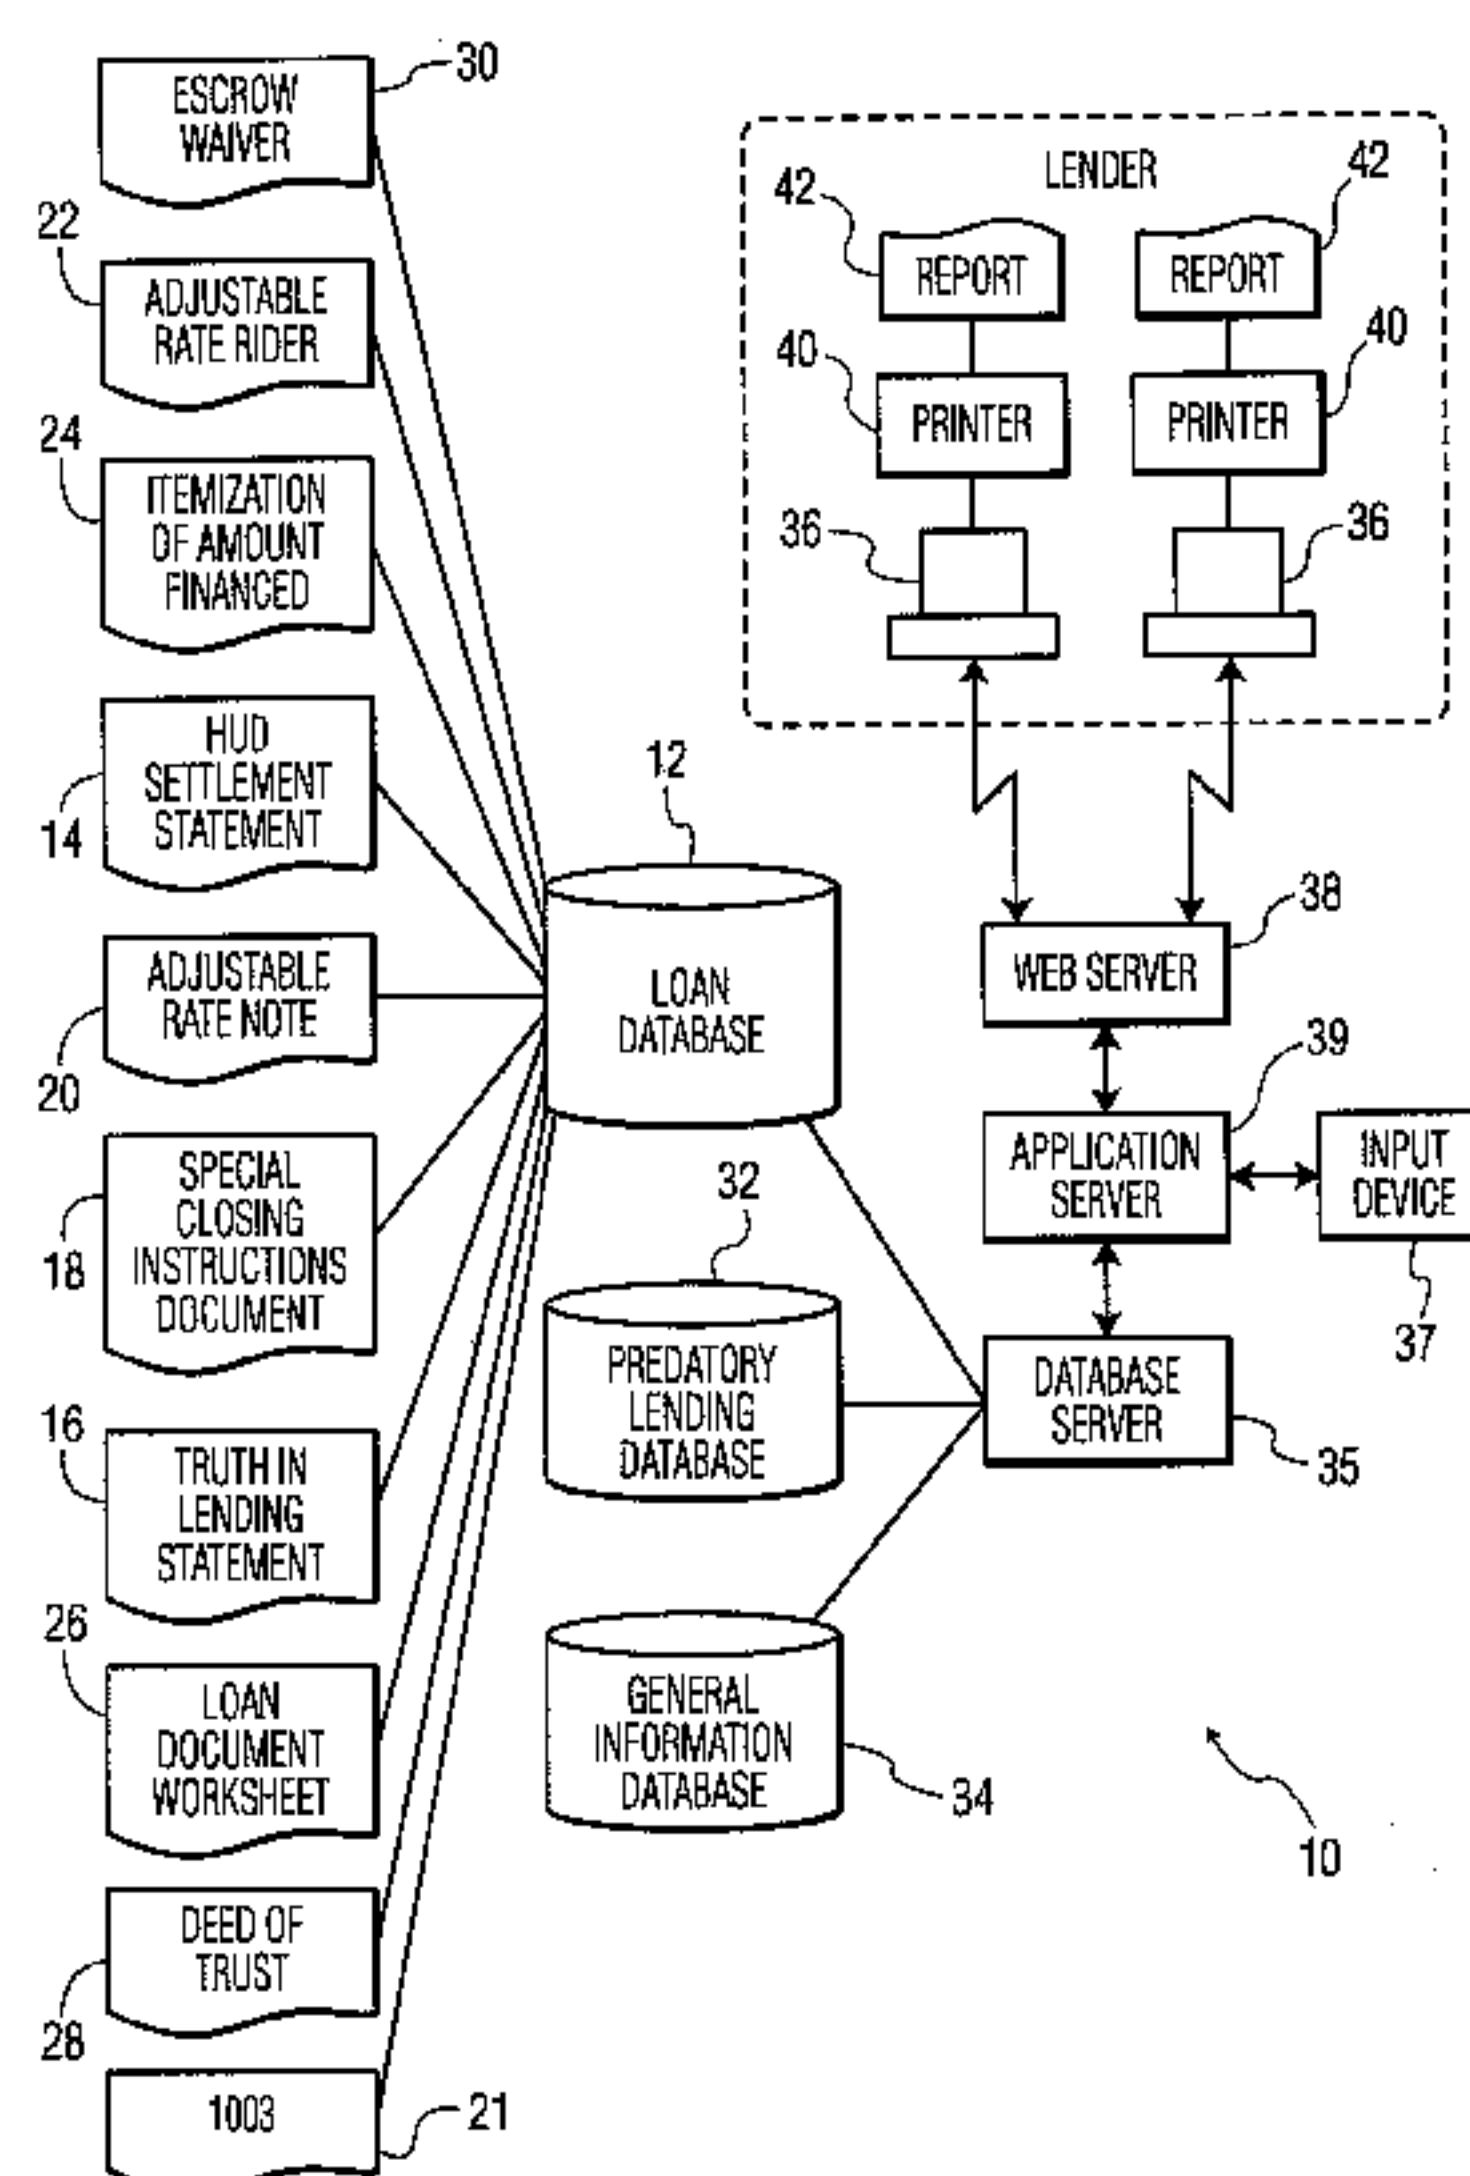 30
ESCROW
WAIVER
22
ADJUSTABLE
RATE RIDER
24
ITEMIZATION
OF AMOUNT
FINANCED
HUD
SETTLEMENT
STATEMENT
14
ADJUSTABLE
RATE NOTE
20
SPECIAL
CLOSING
INSTRUCTIONS
DOCUMENT
18
16
TRUTH IN
LENDING
STATEMENT
26
LOAN
DOCUMENT
WORKSHEET
DEED OF
TRUST
28
1003
21
12
LOAN
DATABASE
32
PREDATORY
LENDING
DATABASE
GENERAL
INFORMATION
DATABASE
34
LENDER
42
REPORT
42
REPORT
40
PRINTER
40
PRINTER
36
36
38
WEB SERVER
39
APPLICATION
SERVER
INPUT
DEVICE
37
DATABASE
SERVER
35
10